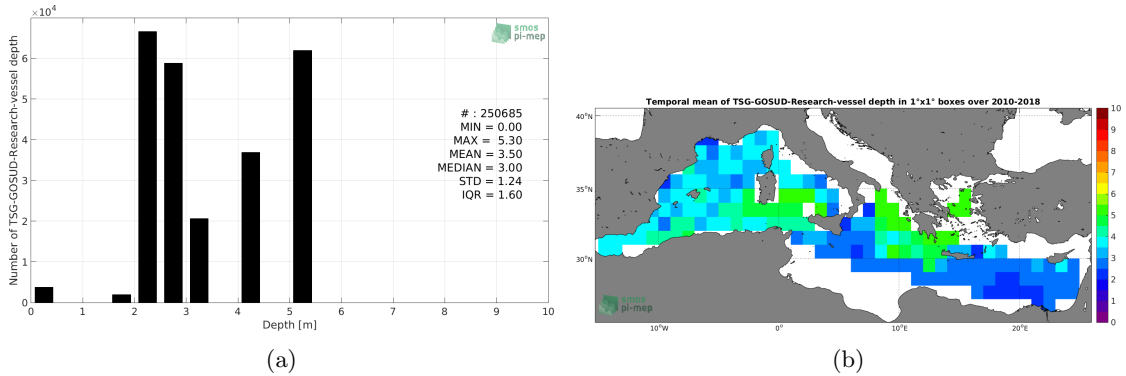 ×10⁴
Number of TSG-GOSUD-Research-vessel depth
6
5
4
3
2
1
0
smos
pi-mep
# : 250685
MIN = 0.00
MAX = 5.30
MEAN = 3.50
MEDIAN = 3.00
STD = 1.24
IQR = 1.60
0 1 2 3 4 5 6 7 8 9 10
Depth [m]
(a)
Temporal mean of TSG-GOSUD-Research-vessel depth in 1°x1° boxes over 2010-2018
40°N
35°N
30°N
smos
pi-mep
10°W 0° 10°E 20°E
10
9
8
7
6
5
4
3
2
1
0
(b)